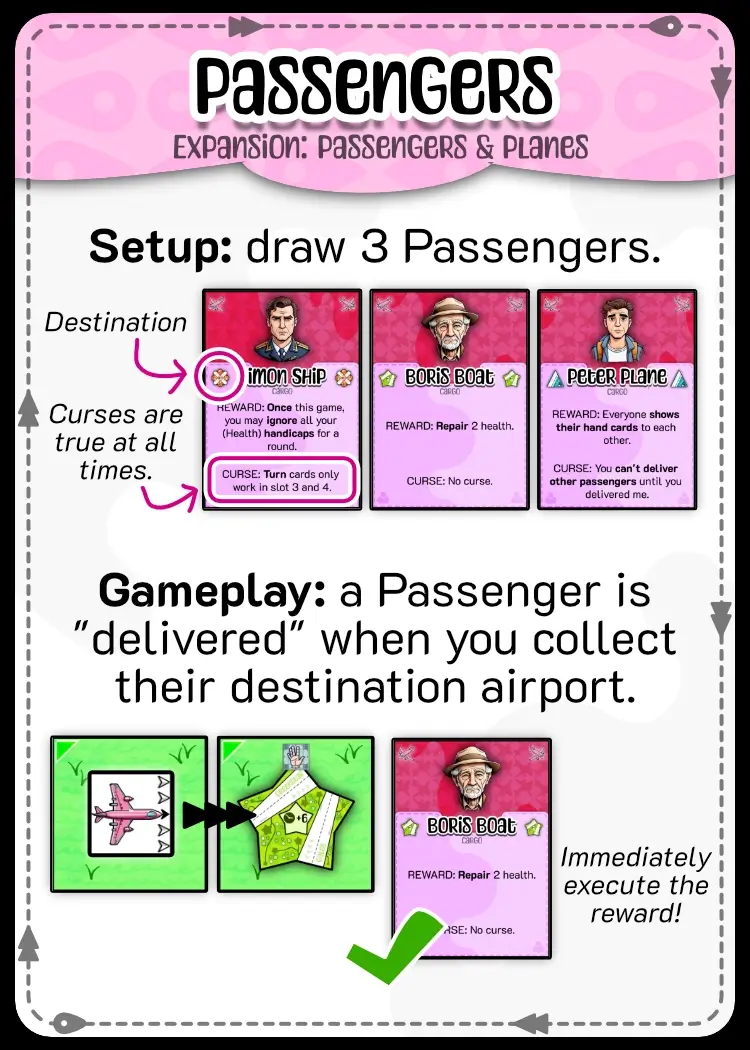 PASSENGERS
EXPANSION: PASSENGERS & PLANES
Setup: draw 3 Passengers.
Destination
Curses are
true at all
times.
IMON SHIP
CARGO
REWARD: Once this game,
you may ignore all your
(Health) handicaps for a
round.
CURSE: Turn cards only
work in slot 3 and 4.
BORIS BOAT
CARGO
REWARD: Repair 2 health.
CURSE: No curse.
PETER PLANE
CARGO
REWARD: Everyone shows
their hand cards to each
other.
CURSE: You can't deliver
other passengers until you
delivered me.
Gameplay: a Passenger is
"delivered" when you collect
their destination airport.
+6
BORIS BOAT
CARGO
REWARD: Repair 2 health.
RSE: No curse.
Immediately
execute the
reward!